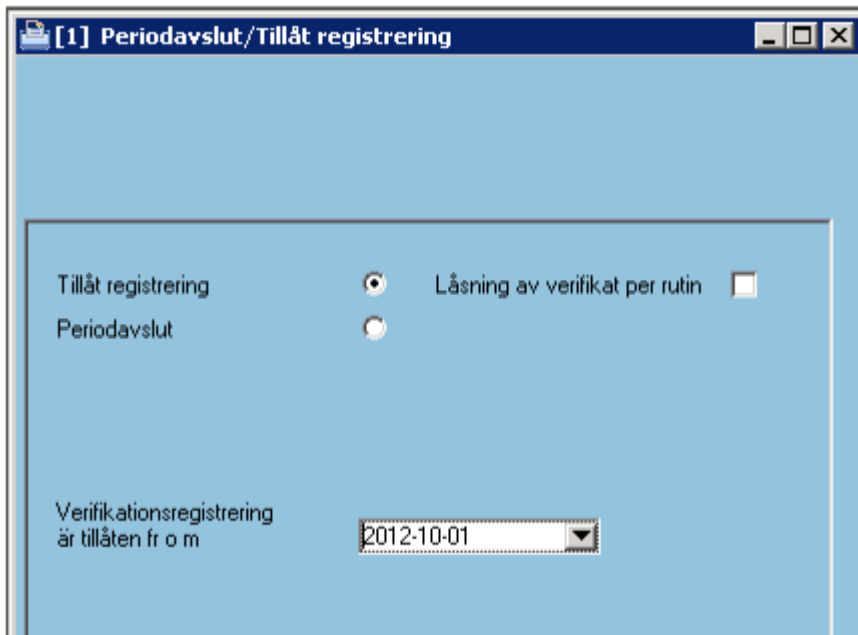 [1] Periodavslut/Tillåt registrering
Tillåt registrering
Låsning av verifikat per rutin
Periodavslut
Verifikationsregistrering
är tillåten fr o m
2012-10-01